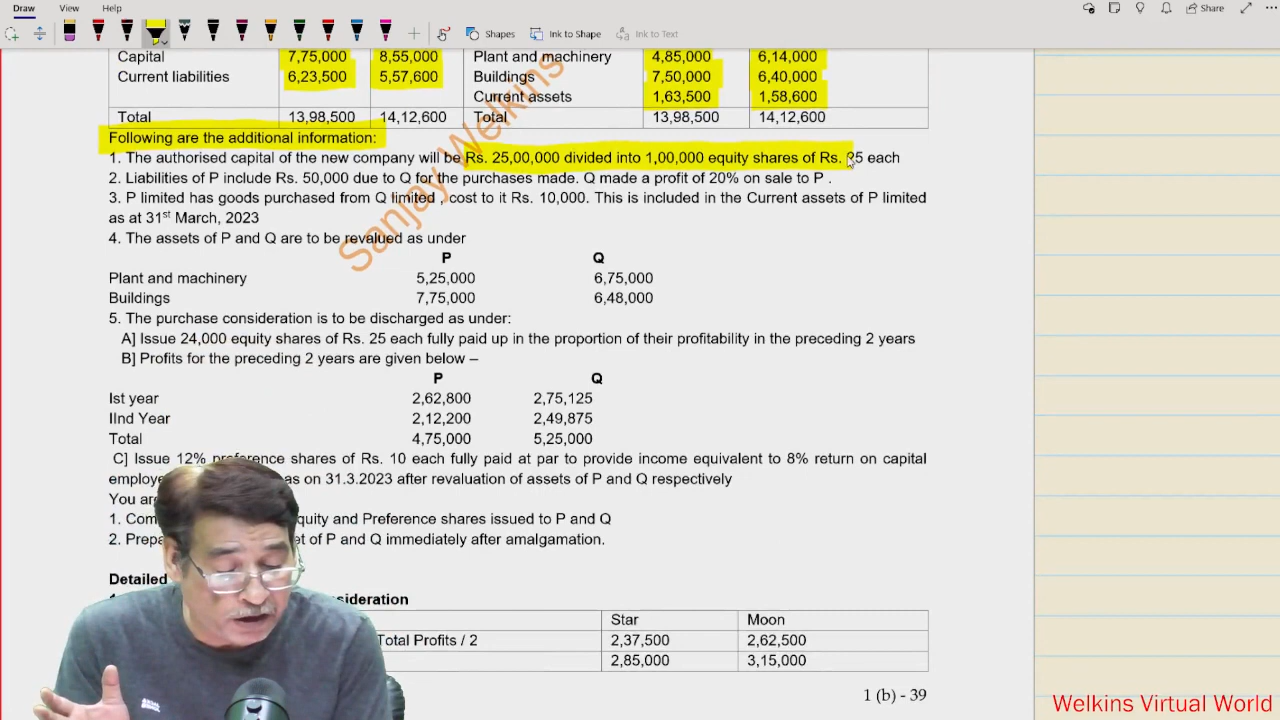 Draw View Help
Shapes Ink to Shape Ink to Text Share
Capital 7,75,000 8,55,000 Plant and machinery 4,85,000 6,14,000
Current liabilities 6,23,500 5,57,600 Buildings 7,50,000 6,40,000
Current assets 1,63,500 1,58,600
Total 13,98,500 14,12,600 Total 13,98,500 14,12,600
Following are the additional information:
1. The authorised capital of the new company will be Rs. 25,00,000 divided into 1,00,000 equity shares of Rs. 25 each
2. Liabilities of P include Rs. 50,000 due to Q for the purchases made. Q made a profit of 20% on sale to P .
3. P limited has goods purchased from Q limited , cost to it Rs. 10,000. This is included in the Current assets of P limited
as at 31st March, 2023
4. The assets of P and Q are to be revalued as under
P Q
Plant and machinery 5,25,000 6,75,000
Buildings 7,75,000 6,48,000
5. The purchase consideration is to be discharged as under:
A] Issue 24,000 equity shares of Rs. 25 each fully paid up in the proportion of their profitability in the preceding 2 years
B] Profits for the preceding 2 years are given below –
P Q
Ist year 2,62,800 2,75,125
IInd Year 2,12,200 2,49,875
Total 4,75,000 5,25,000
C] Issue 12% preference shares of Rs. 10 each fully paid at par to provide income equivalent to 8% return on capital
as on 31.3.2023 after revaluation of assets of P and Q respectively
You are
1. quity and Preference shares issued to P and Q
2. of P and Q immediately after amalgamation.
Detailed
sideration
Star Moon
Total Profits / 2 2,37,500 2,62,500
2,85,000 3,15,000
1 (b) - 39
Sanjay Welkins
Welkins Virtual World